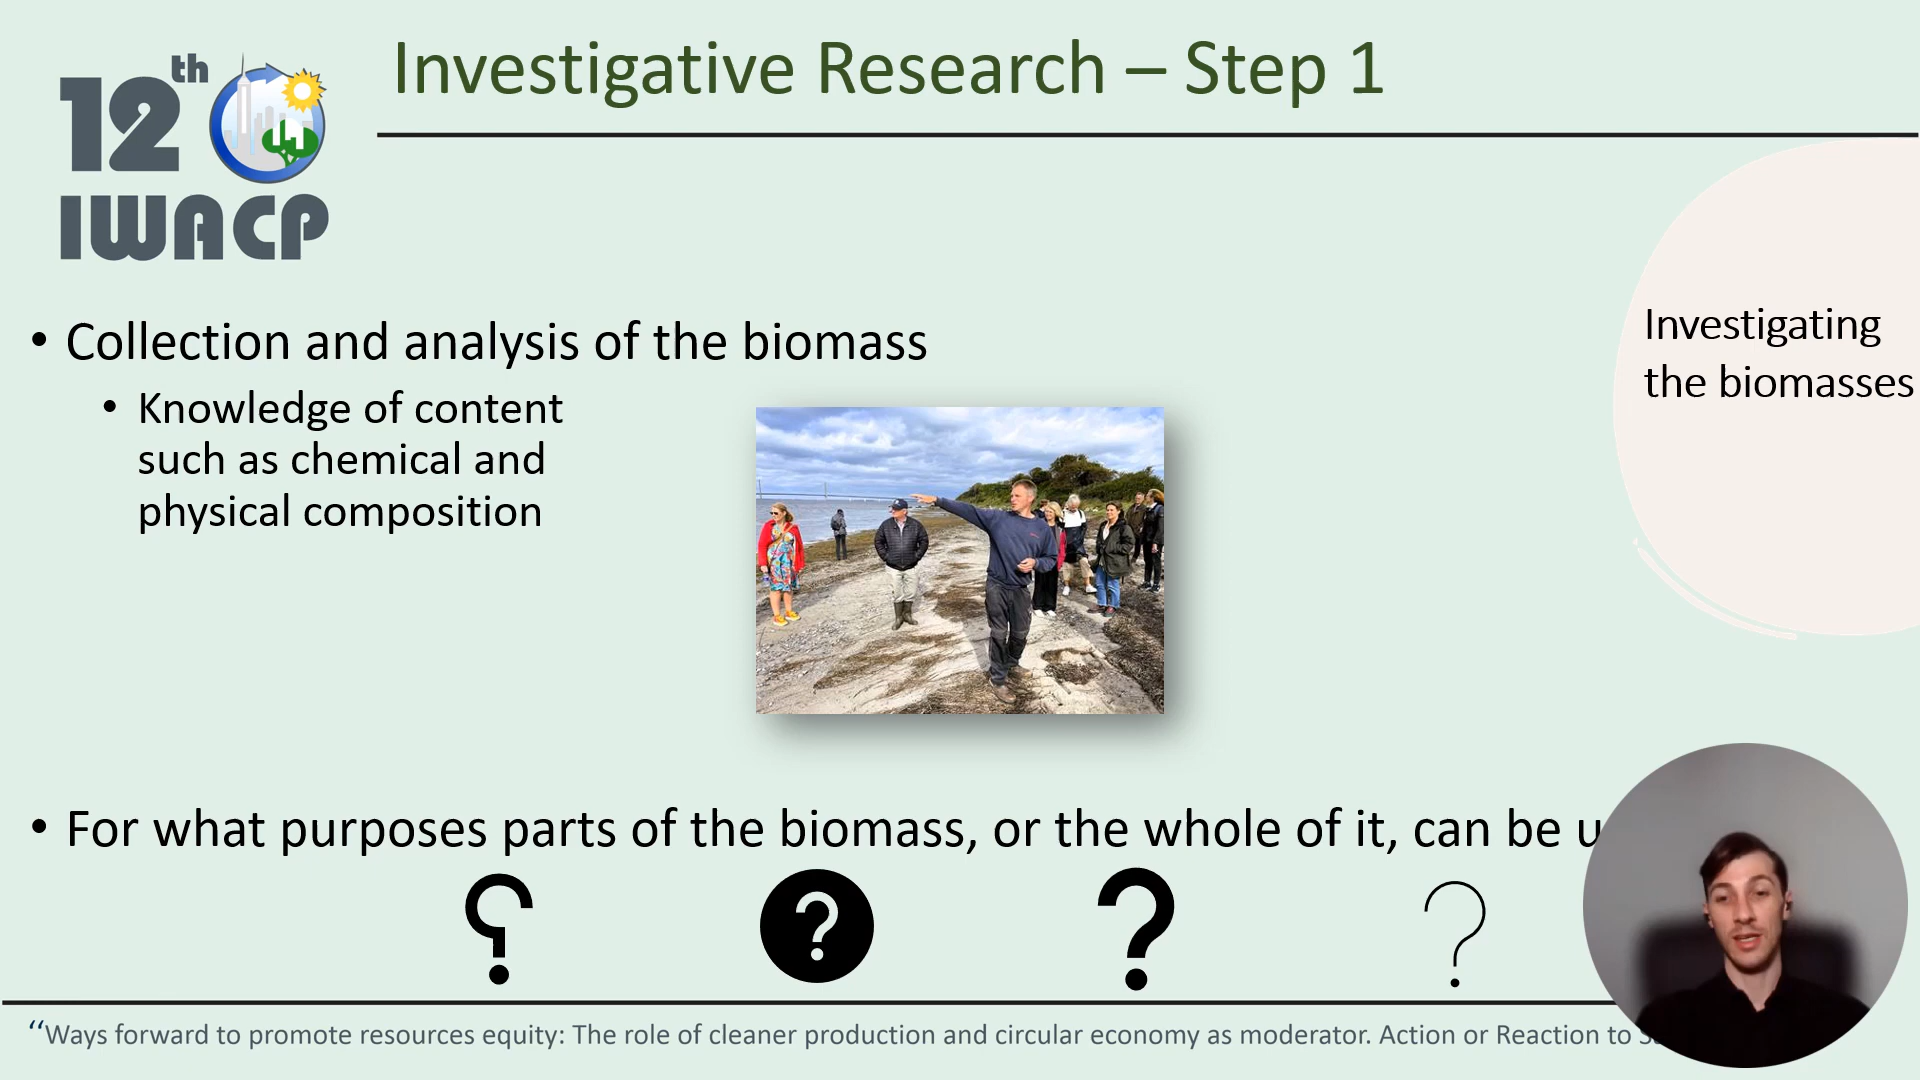 12th
IWACP
Investigative Research – Step 1
• Collection and analysis of the biomass
• Knowledge of content
such as chemical and
physical composition
Investigating
the biomasses
• For what purposes parts of the biomass, or the whole of it, can be
? ? ? ?
“Ways forward to promote resources equity: The role of cleaner production and circular economy as moderator. Action or Reaction to